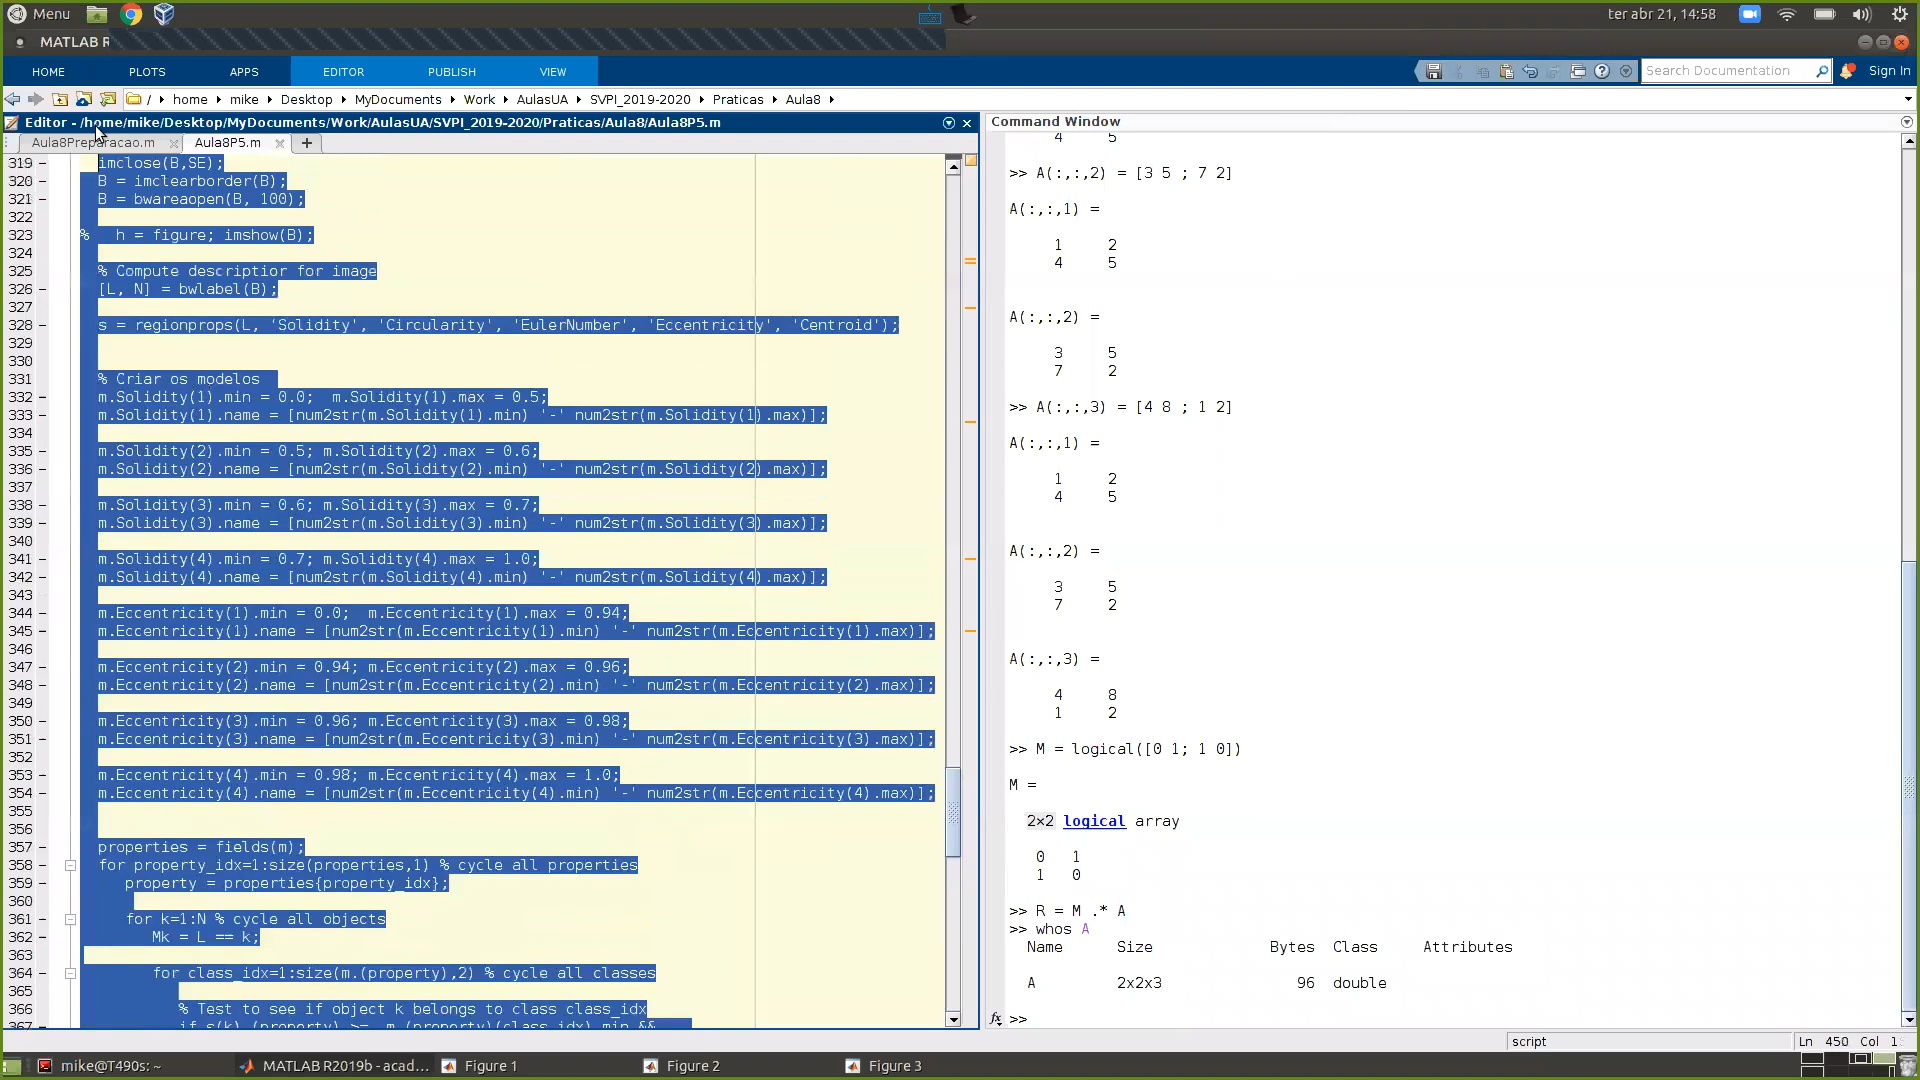 Menu
ter abr 21, 14:58
MATLAB R
HOME PLOTS APPS EDITOR PUBLISH VIEW
Search Documentation
Sign In
/ home mike Desktop MyDocuments Work AulasUA SVPI_2019-2020 Praticas Aula8
Editor - /home/mike/Desktop/MyDocuments/Work/AulasUA/SVPI_2019-2020/Praticas/Aula8/Aula8P5.m
Aula8Preparacao.m Aula8P5.m
319 imclose(B,SE);
320 B = imclearborder(B);
321 B = bwareaopen(B, 100);
322
323 % h = figure; imshow(B);
324
325 % Compute descriptior for image
326 [L, N] = bwlabel(B);
327
328 s = regionprops(L, 'Solidity', 'Circularity', 'EulerNumber', 'Eccentricity', 'Centroid');
329
330
331 % Criar os modelos
332 m.Solidity(1).min = 0.0; m.Solidity(1).max = 0.5;
333 m.Solidity(1).name = [num2str(m.Solidity(1).min) '-' num2str(m.Solidity(1).max)];
334
335 m.Solidity(2).min = 0.5; m.Solidity(2).max = 0.6;
336 m.Solidity(2).name = [num2str(m.Solidity(2).min) '-' num2str(m.Solidity(2).max)];
337
338 m.Solidity(3).min = 0.6; m.Solidity(3).max = 0.7;
339 m.Solidity(3).name = [num2str(m.Solidity(3).min) '-' num2str(m.Solidity(3).max)];
340
341 m.Solidity(4).min = 0.7; m.Solidity(4).max = 1.0;
342 m.Solidity(4).name = [num2str(m.Solidity(4).min) '-' num2str(m.Solidity(4).max)];
343
344 m.Eccentricity(1).min = 0.0; m.Eccentricity(1).max = 0.94;
345 m.Eccentricity(1).name = [num2str(m.Eccentricity(1).min) '-' num2str(m.Eccentricity(1).max)];
346
347 m.Eccentricity(2).min = 0.94; m.Eccentricity(2).max = 0.96;
348 m.Eccentricity(2).name = [num2str(m.Eccentricity(2).min) '-' num2str(m.Eccentricity(2).max)];
349
350 m.Eccentricity(3).min = 0.96; m.Eccentricity(3).max = 0.98;
351 m.Eccentricity(3).name = [num2str(m.Eccentricity(3).min) '-' num2str(m.Eccentricity(3).max)];
352
353 m.Eccentricity(4).min = 0.98; m.Eccentricity(4).max = 1.0;
354 m.Eccentricity(4).name = [num2str(m.Eccentricity(4).min) '-' num2str(m.Eccentricity(4).max)];
355
356
357 properties = fields(m);
358 for property_idx=1:size(properties,1) % cycle all properties
359 property = properties{property_idx};
360
361 for k=1:N % cycle all objects
362 Mk = L == k;
363
364 for class_idx=1:size(m.(property),2) % cycle all classes
365
366 % Test to see if object k belongs to class class_idx
367 if s(k).(property) >= m.(property)(class_idx).min &&
Command Window
4 5
>> A(:,:,2) = [3 5 ; 7 2]
A(:,:,1) =
1 2
4 5
A(:,:,2) =
3 5
7 2
>> A(:,:,3) = [4 8 ; 1 2]
A(:,:,1) =
1 2
4 5
A(:,:,2) =
3 5
7 2
A(:,:,3) =
4 8
1 2
>> M = logical([0 1; 1 0])
M =
2×2 logical array
0 1
1 0
>> R = M .* A
>> whos A
Name Size Bytes Class Attributes
A 2x2x3 96 double
fx >>
script
Ln 450 Col 1
mike@T490s: ~
MATLAB R2019b - acad...
Figure 1
Figure 2
Figure 3